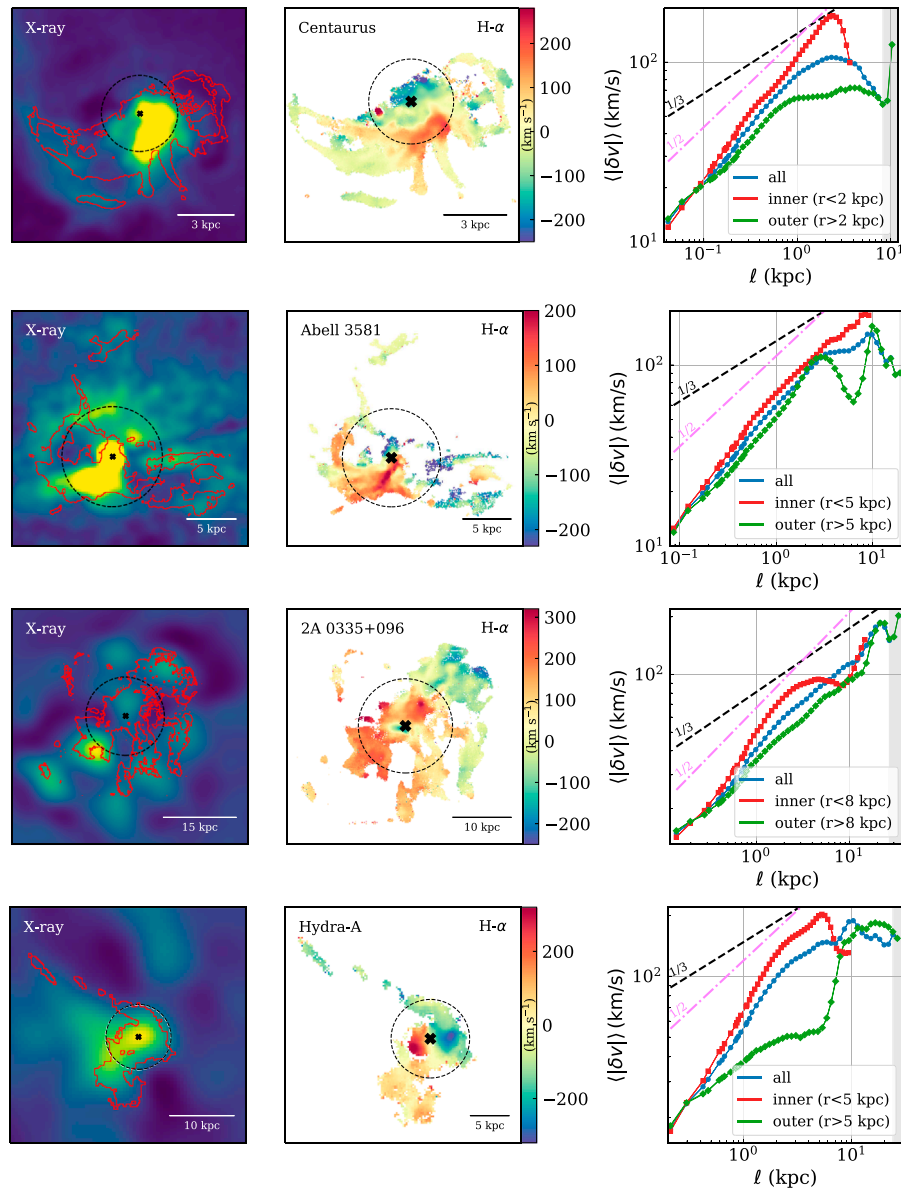 X-ray
3 kpc
Centaurus
H-α
3 kpc
200
100
0
−100
−200
(km s⁻¹)
⟨|δv|⟩ (km/s)
10²
10¹
1/3
1/2
all
inner (r<2 kpc)
outer (r>2 kpc)
10⁻¹
10⁰
10¹
ℓ (kpc)
X-ray
5 kpc
Abell 3581
H-α
5 kpc
200
100
0
−100
−200
(km s⁻¹)
⟨|δv|⟩ (km/s)
10²
10¹
1/3
1/2
all
inner (r<5 kpc)
outer (r>5 kpc)
10⁻¹
10⁰
10¹
ℓ (kpc)
X-ray
15 kpc
2A 0335+096
H-α
10 kpc
300
200
100
0
−100
−200
(km s⁻¹)
⟨|δv|⟩ (km/s)
10²
1/3
1/2
all
inner (r<8 kpc)
outer (r>8 kpc)
10⁰
10¹
ℓ (kpc)
X-ray
10 kpc
Hydra-A
H-α
5 kpc
200
0
−200
(km s⁻¹)
⟨|δv|⟩ (km/s)
10²
1/3
1/2
all
inner (r<5 kpc)
outer (r>5 kpc)
10⁰
10¹
ℓ (kpc)